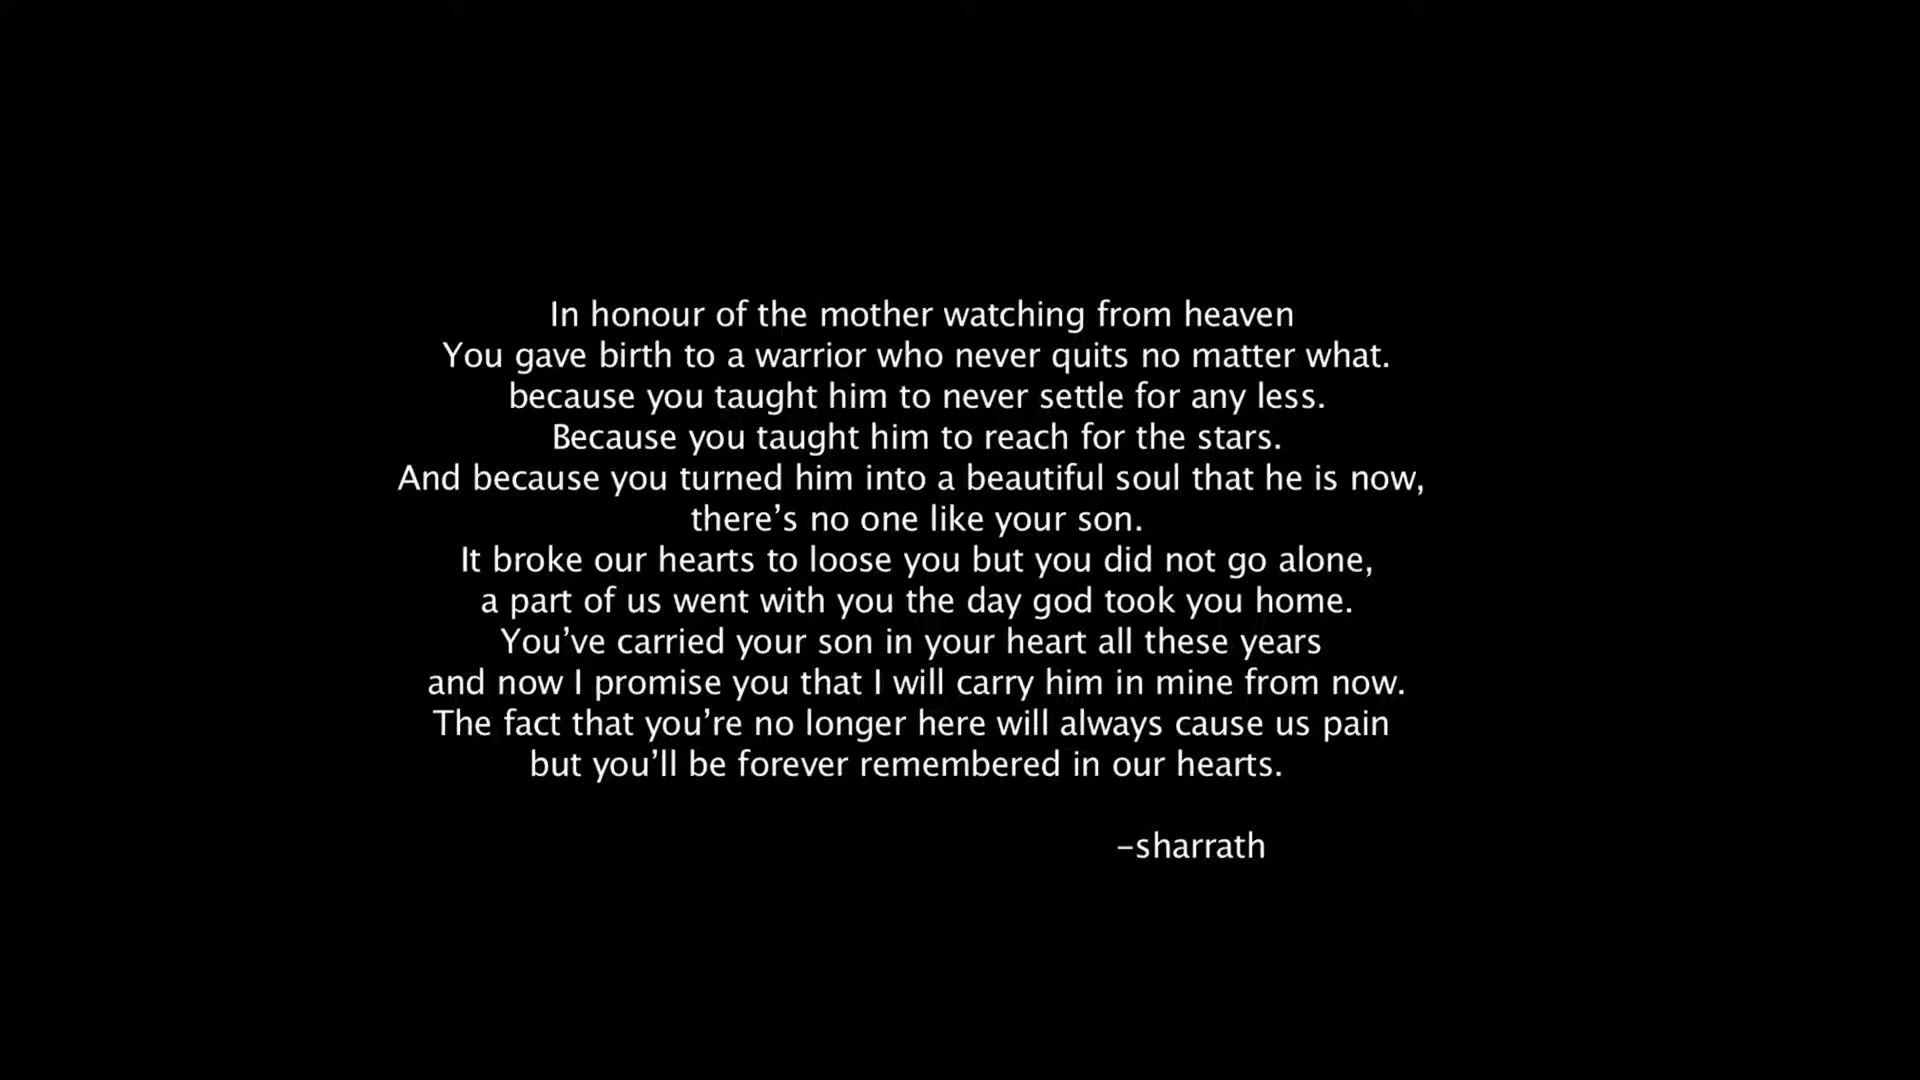 In honour of the mother watching from heaven
You gave birth to a warrior who never quits no matter what.
because you taught him to never settle for any less.
Because you taught him to reach for the stars.
And because you turned him into a beautiful soul that he is now,
there’s no one like your son.
It broke our hearts to loose you but you did not go alone,
a part of us went with you the day god took you home.
You’ve carried your son in your heart all these years
and now I promise you that I will carry him in mine from now.
The fact that you’re no longer here will always cause us pain
but you’ll be forever remembered in our hearts.
–sharrath